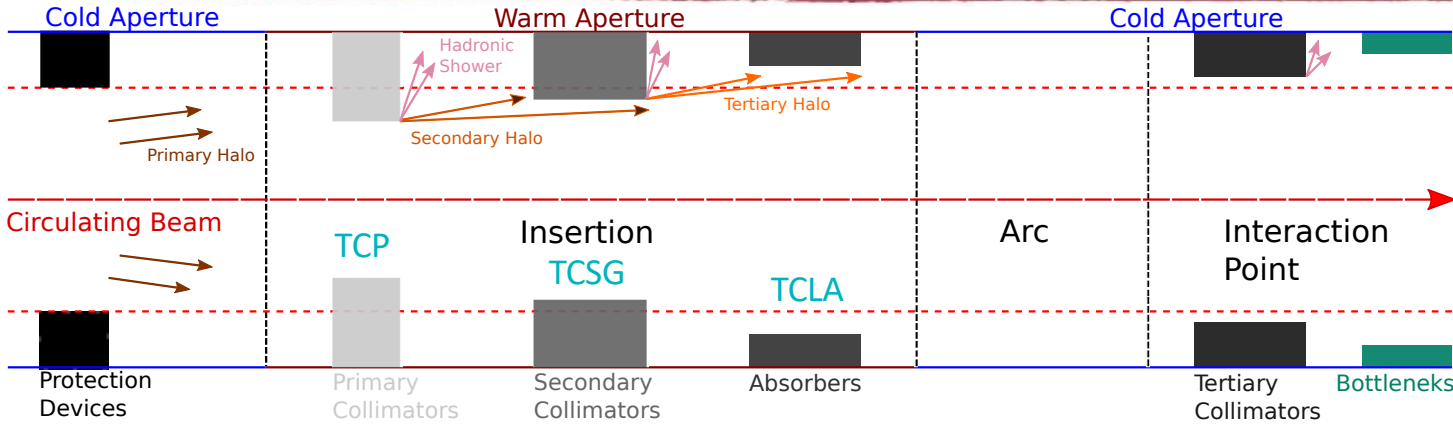 Cold Aperture
Warm Aperture
Cold Aperture
Hadronic
Shower
Primary Halo
Secondary Halo
Tertiary Halo
Circulating Beam
TCP
Insertion
TCSG
TCLA
Arc
Interaction
Point
Protection
Devices
Primary
Collimators
Secondary
Collimators
Absorbers
Tertiary
Collimators
Bottleneks